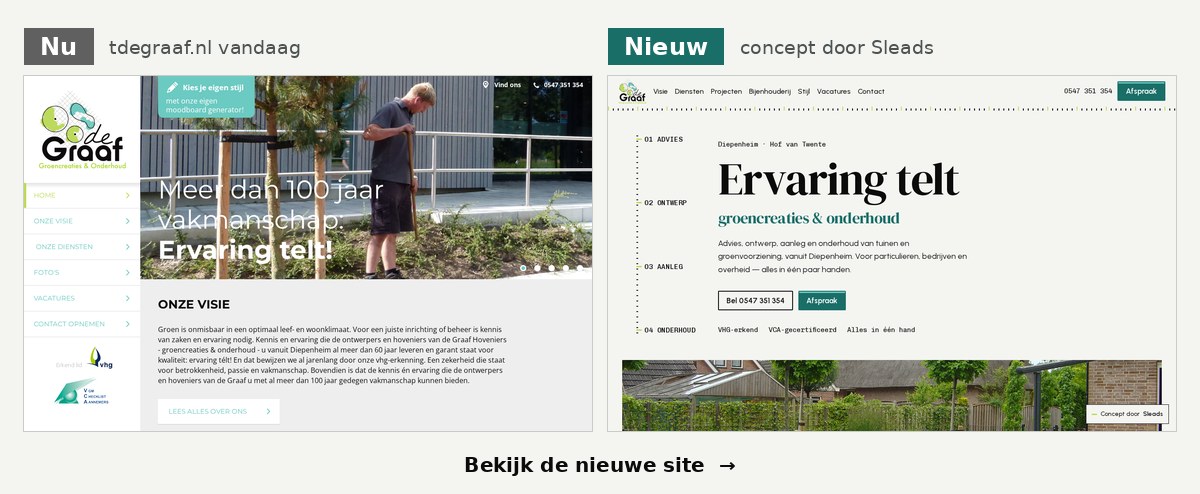 Nu
tdegraaf.nl vandaag
Kies je eigen stijl
met onze eigen
moodboard generator!
Vind ons
0547 351 354
de
Graaf
Groencreaties & Onderhoud
Meer dan 100 jaar
vakmanschap:
Ervaring telt!
HOME
ONZE VISIE
ONZE DIENSTEN
FOTO'S
VACATURES
CONTACT OPNEMEN
Erkend lid
vhg
VGM
CHECKLIST
AANNEMERS
ONZE VISIE
Groen is onmisbaar in een optimaal leef- en woonklimaat. Voor een juiste inrichting of beheer is kennis
van zaken en ervaring nodig. Kennis en ervaring die de ontwerpers en hoveniers van de Graaf Hoveniers
- groencreaties & onderhoud - u vanuit Diepenheim al meer dan 60 jaar leveren en garant staat voor
kwaliteit: ervaring télt! En dat bewijzen we al jarenlang door onze vhg-erkenning. Een zekerheid die staat
voor betrokkenheid, passie en vakmanschap. Bovendien is dat de kennis én ervaring die de ontwerpers
en hoveniers van de Graaf u met al meer dan 100 jaar gedegen vakmanschap kunnen bieden.
LEES ALLES OVER ONS
Nieuw
concept door Sleads
de
Graaf
Visie Diensten Projecten Bijenhouderij Stijl Vacatures Contact
0547 351 354
Afspraak
01 ADVIES
02 ONTWERP
03 AANLEG
04 ONDERHOUD
Diepenheim · Hof van Twente
Ervaring telt
groencreaties & onderhoud
Advies, ontwerp, aanleg en onderhoud van tuinen en
groenvoorziening, vanuit Diepenheim. Voor particulieren, bedrijven en
overheid — alles in één paar handen.
Bel 0547 351 354
Afspraak
VHG-erkend VCA-gecertificeerd Alles in één hand
Concept door Sleads
Bekijk de nieuwe site →